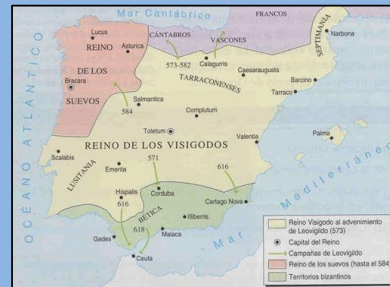 Mar Cantábrico
FRANCOS
Lucus
CÁNTABROS
VASCONES
SEPTIMANIA
REINO
Asturica
573-582
Calagurris
Narbona
DE LOS
TARRACONENSES
Caesaraugusta
Bracara
Barcino
SUEVOS
584
Salmantica
Tarraco
Complutum
OCÉANO ATLÁNTICO
Toletum
Palma
REINO DE LOS VISIGODOS
Valentia
Scalabis
LUSITANIA
Emerita
571
616
Mar Mediterráneo
Hispalis
Corduba
Cartago Nova
616
BÉTICA
Illiberris
Gades
618
Malaca
Ceuta
Reino Visigodo al advenimiento
de Leovigildo (573)
Capital del Reino
Campañas de Leovigildo
Reino de los suevos (hasta el 584)
Territorios bizantinos